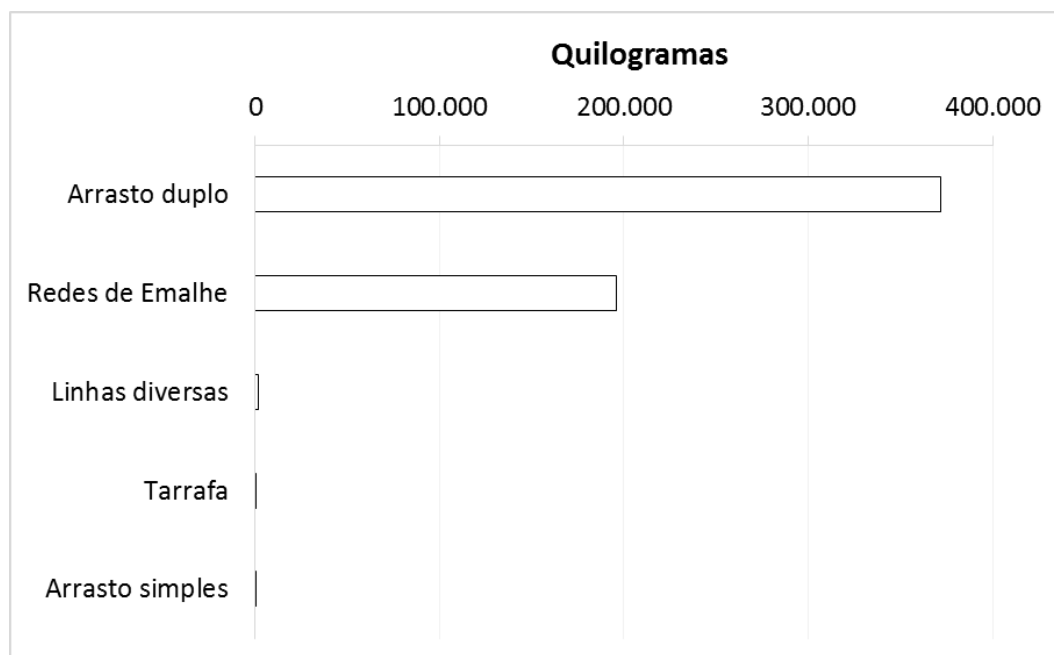 Quilogramas
0 100.000 200.000 300.000 400.000
Arrasto duplo
Redes de Emalhe
Linhas diversas
Tarrafa
Arrasto simples